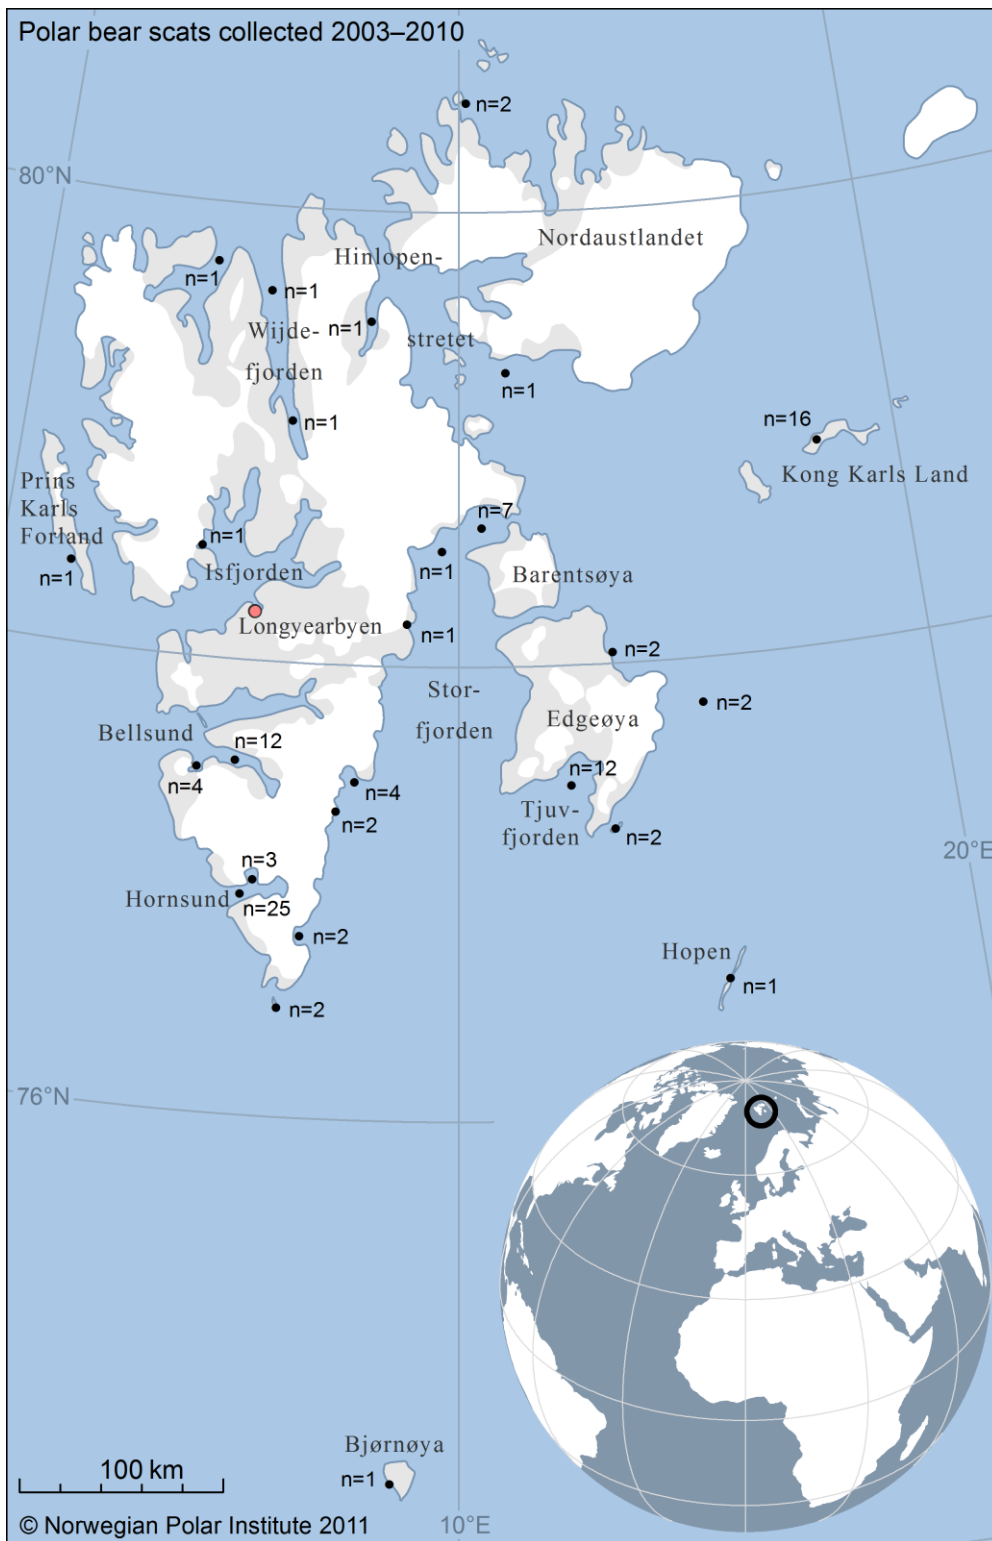 Polar bear scats collected 2003–2010
n=2
80°N
Nordaustlandet
Hinlopen-
stretet
n=1
n=1
Wijde-
fjorden
n=1
n=1
n=1
n=16
Kong Karls Land
Prins
Karls
Forland
n=1
n=7
n=1
n=1
Isfjorden
Barentsøya
Longyearbyen
n=1
n=2
Stor-
fjorden
Edgeøya
n=2
Bellsund
n=12
n=4
n=4
n=2
n=12
Tjuv-
fjorden
n=2
20°E
n=3
Hornsund
n=25
n=2
Hopen
n=1
n=2
76°N
Bjørnøya
n=1
100 km
© Norwegian Polar Institute 2011
10°E